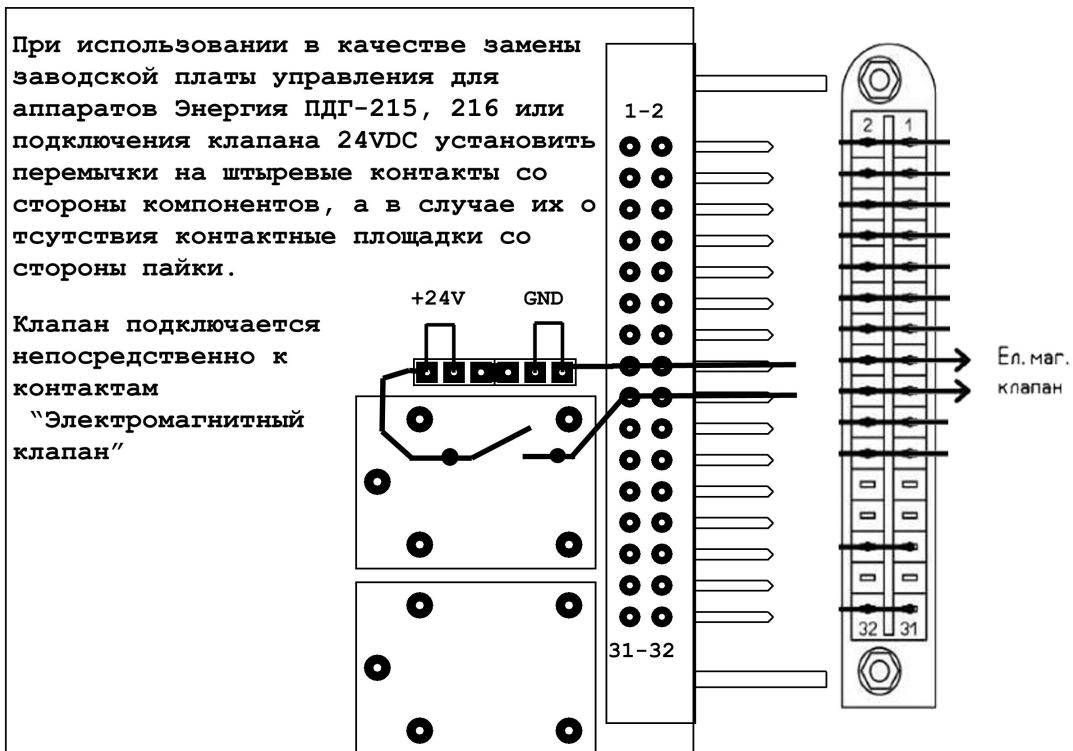 При использовании в качестве замены
заводской платы управления для
аппаратов Энергия ПДГ-215, 216 или
подключения клапана 24VDC установить
перемычки на штыревые контакты со
стороны компонентов, а в случае их о
тсутствия контактные площадки со
стороны пайки.
Клапан подключается
непосредственно к
контактам
“Электромагнитный
клапан”
+24V GND
1-2
31-32
2 1
Ел. маг.
клапан
32 31